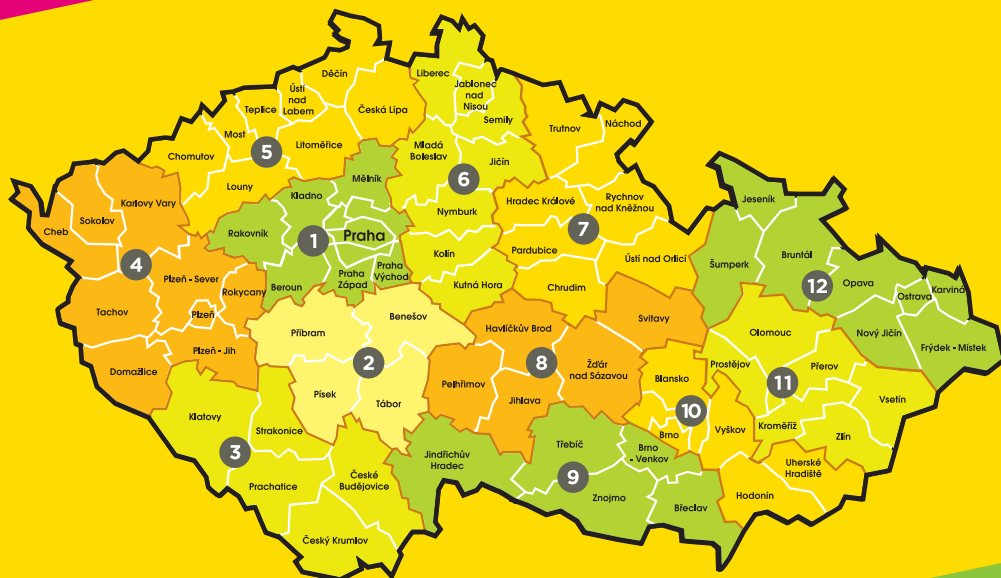 Děčín
Liberec
Ústí
nad
Labem
Jablonec
nad
Nisou
Teplice
Česká Lípa
Semily
Trutnov
Náchod
Most
Litoměřice
Mladá
Boleslav
5
Chomutov
Jičín
6
Louny
Mělník
Kladno
Jeseník
Karlovy Vary
Hradec Králové
Rychnov
nad Kněžnou
Sokolov
Nymburk
Cheb
Rakovník
1
Praha
7
4
Plzeň - Sever
Kolín
Pardubice
Ústí nad Orlicí
Šumperk
Bruntál
Praha
Západ
Praha
Východ
Rokycany
Beroun
Kutná Hora
Chrudim
12
Opava
Ostrava
Karviná
Tachov
Plzeň
Benešov
Příbram
Havlíčkův Brod
Svitavy
Olomouc
Nový Jičín
Frýdek - Místek
Plzeň - Jih
2
8
Žďár
nad Sázavou
Prostějov
Přerov
Domažlice
Pelhřimov
Blansko
11
Písek
Tábor
Jihlava
Vsetín
Klatovy
10
Kroměříž
Strakonice
Brno
Vyškov
Zlín
3
Jindřichův
Hradec
Třebíč
Brno
- Venkov
Uherské
Hradiště
České
Budějovice
9
Prachatice
Znojmo
Hodonín
Břeclav
Český Krumlov